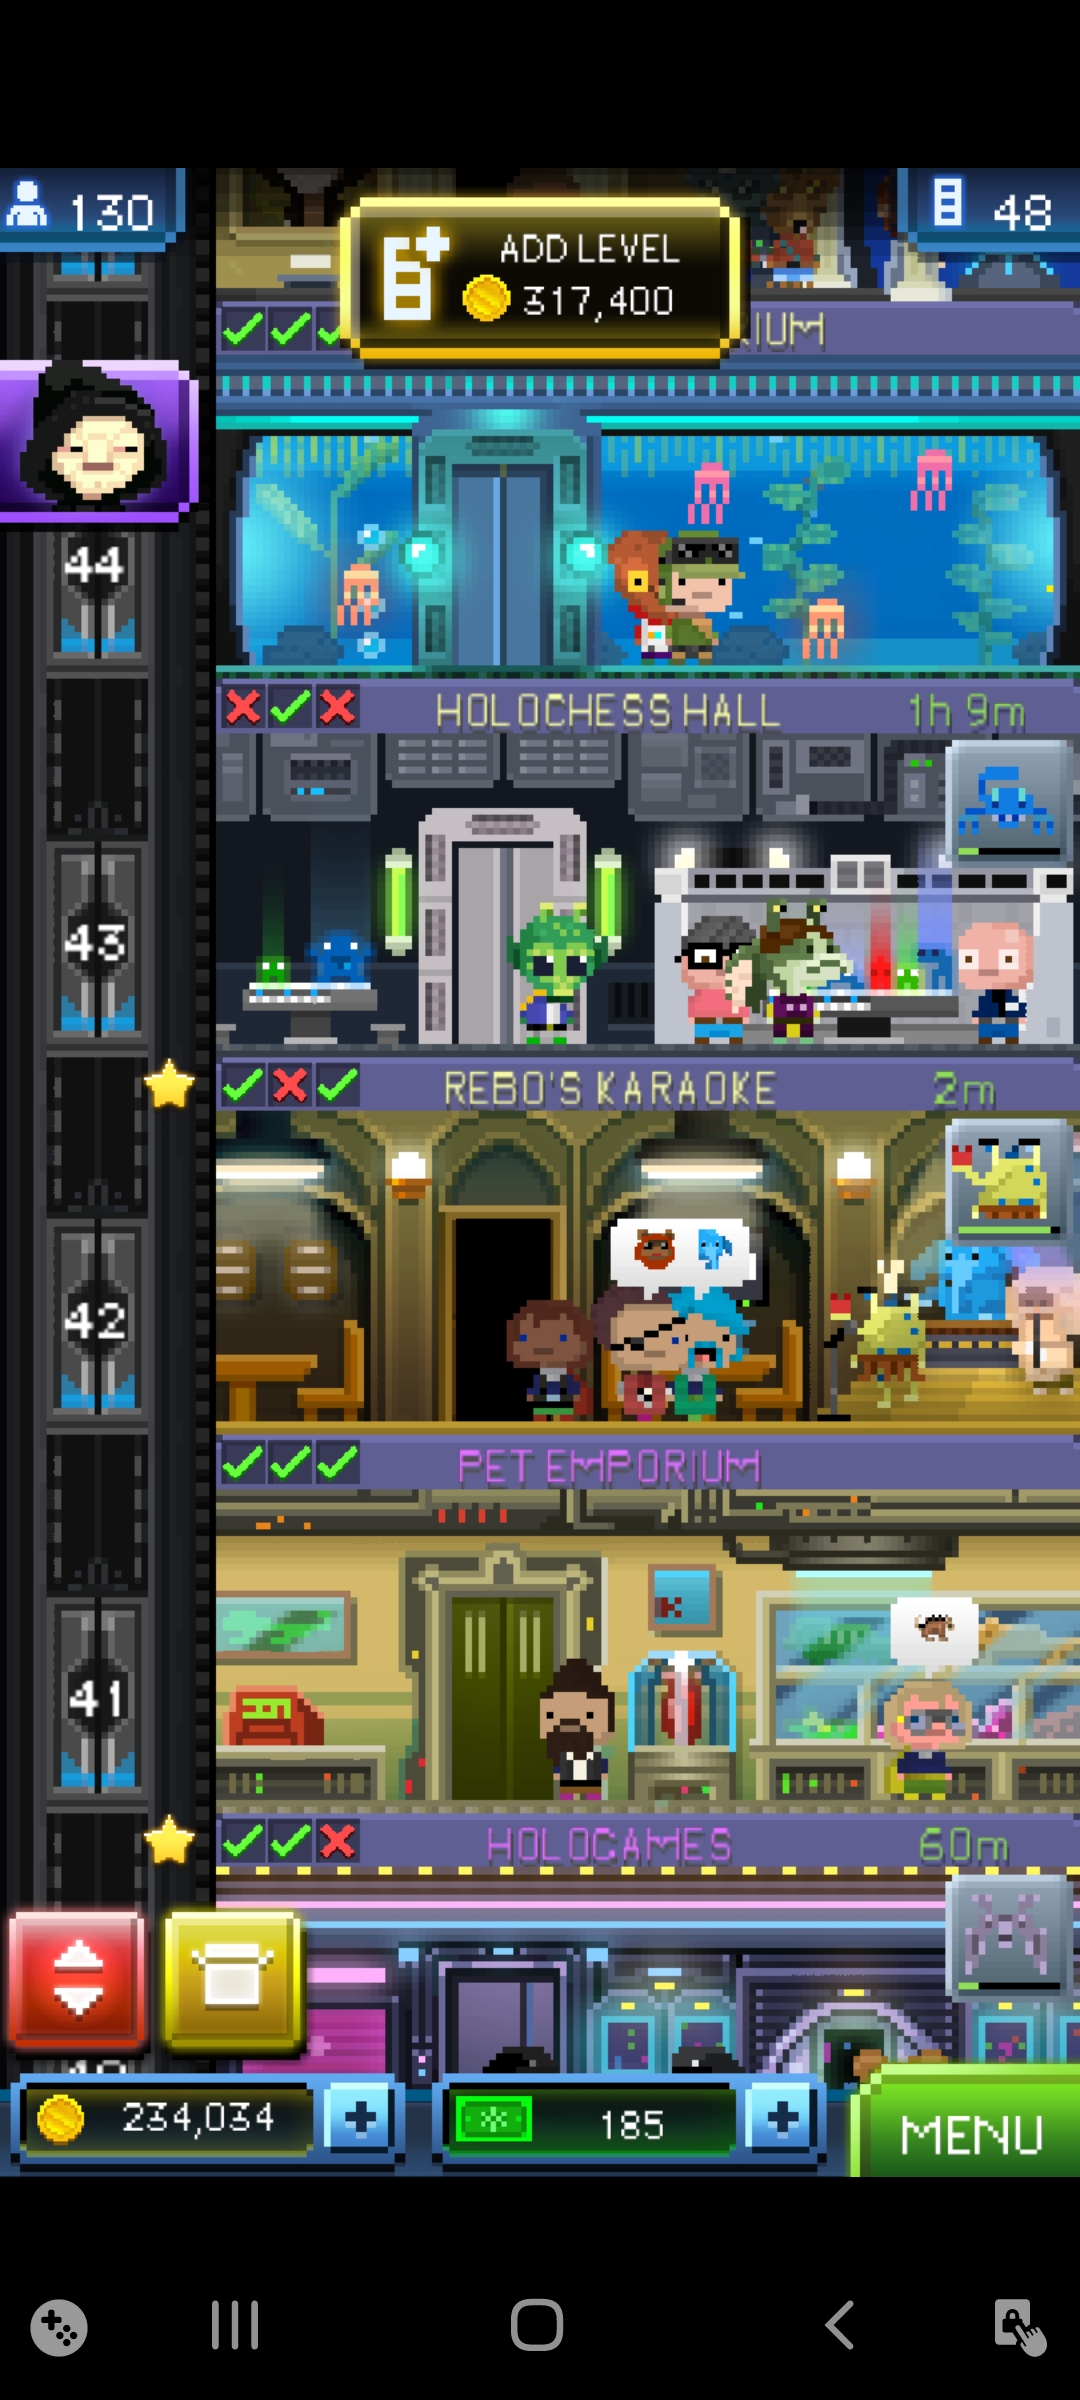 130
ADD LEVEL
317,400
48
IUM
44
HOLOCHESS HALL 1h 9m
43
REBO'S KARAOKE 2m
42
PET EMPORIUM
41
HOLOGAMES 60m
234,034
185
MENU